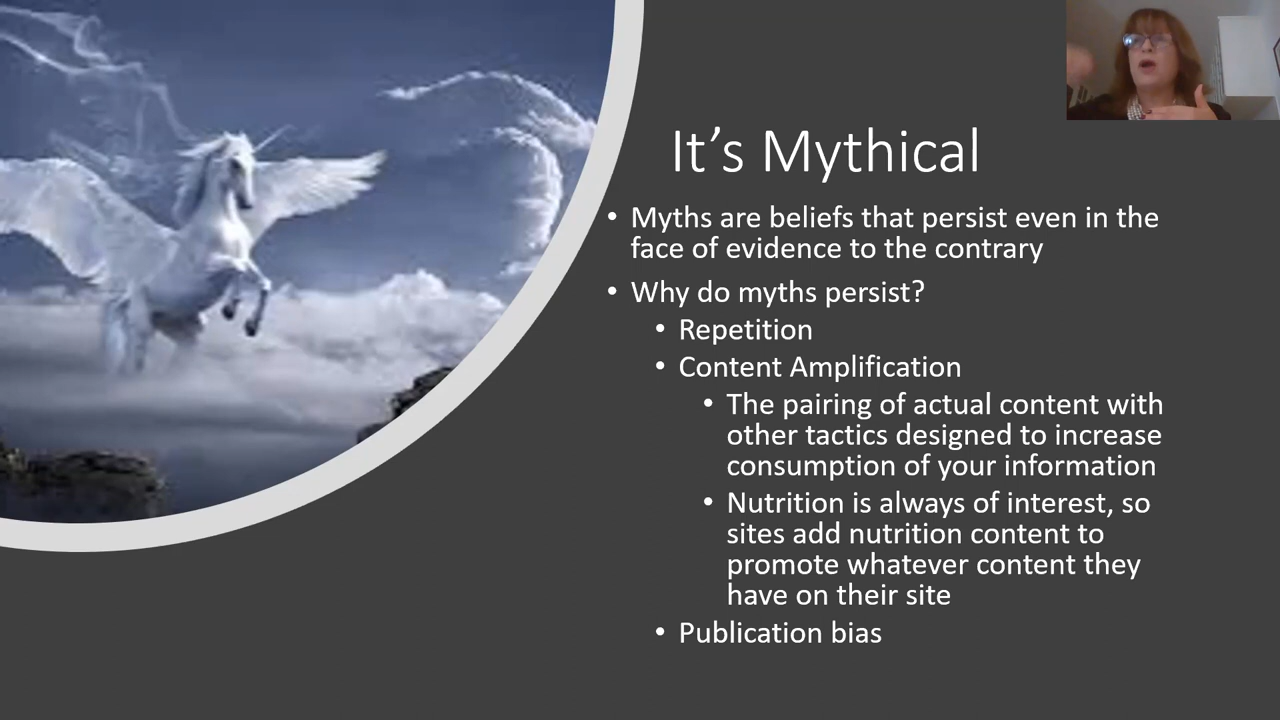 It's Mythical
• Myths are beliefs that persist even in the
face of evidence to the contrary
• Why do myths persist?
• Repetition
• Content Amplification
• The pairing of actual content with
other tactics designed to increase
consumption of your information
• Nutrition is always of interest, so
sites add nutrition content to
promote whatever content they
have on their site
• Publication bias